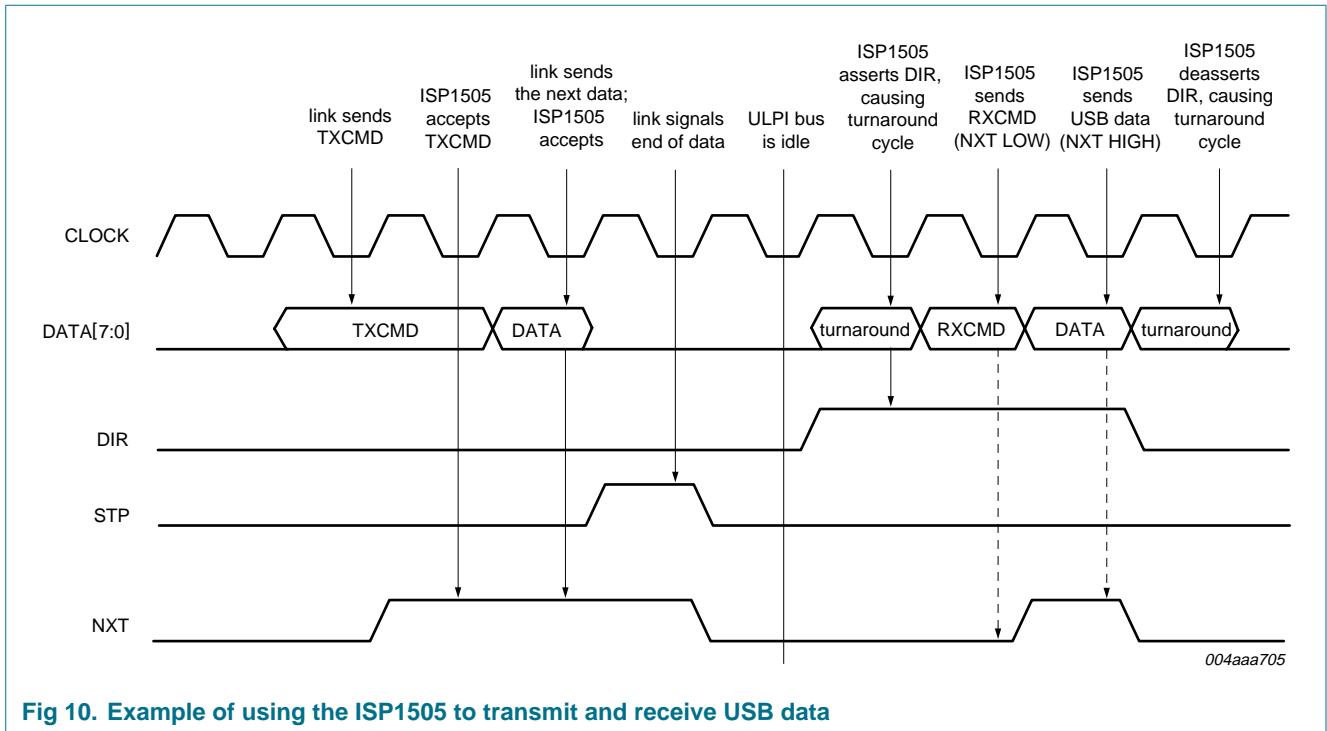 link sends
TXCMD
ISP1505
accepts
TXCMD
link sends
the next data;
ISP1505
accepts
link signals
end of data
ULPI bus
is idle
ISP1505
asserts DIR,
causing
turnaround
cycle
ISP1505
sends
RXCMD
(NXT LOW)
ISP1505
sends
USB data
(NXT HIGH)
ISP1505
deasserts
DIR, causing
turnaround
cycle
CLOCK
DATA[7:0]
TXCMD
DATA
turnaround
RXCMD
DATA
turnaround
DIR
STP
NXT
004aaa705
Fig 10. Example of using the ISP1505 to transmit and receive USB data